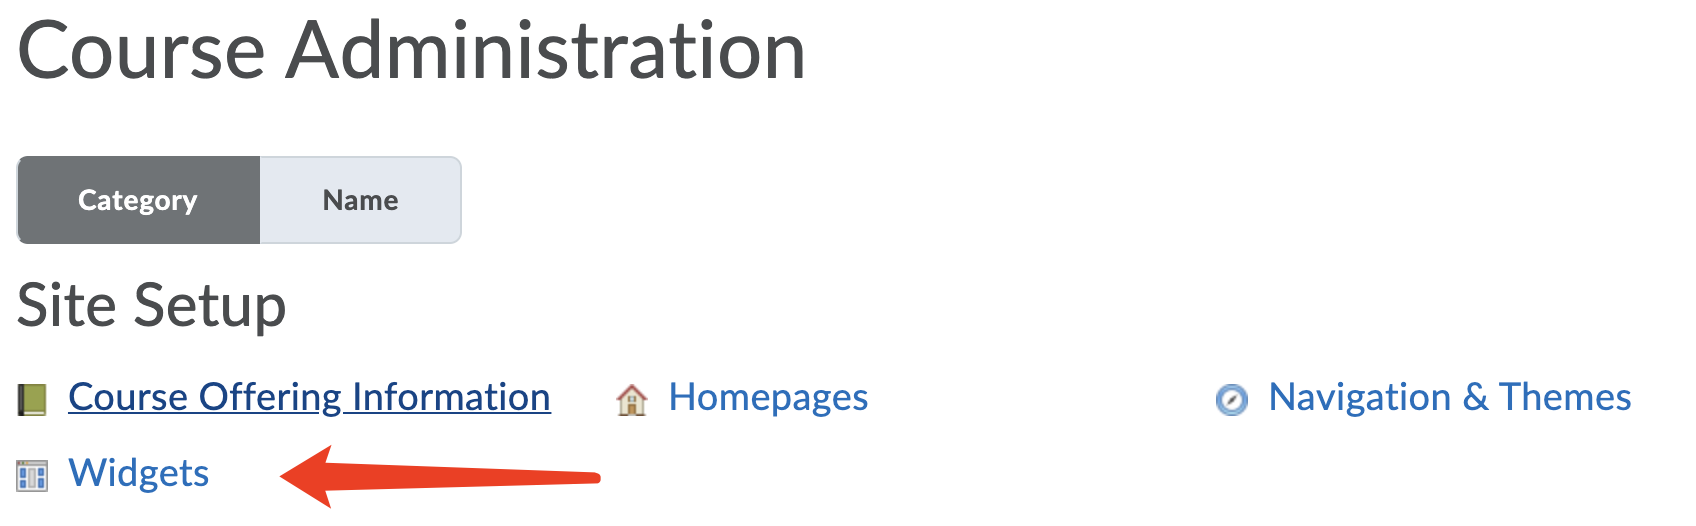 Course Administration
Category Name
Site Setup
Course Offering Information Homepages Navigation & Themes
Widgets